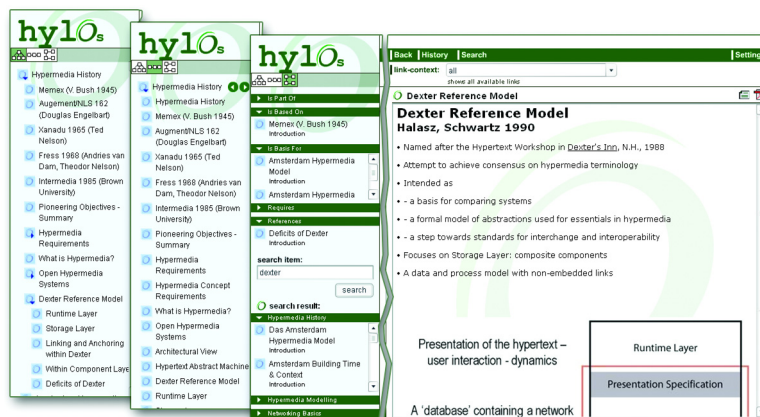 hylOs
Hypermedia History
Memex (V. Bush 1945)
Augment/NLS 162
(Douglas Engelbart)
Xanadu 1965 (Ted
Nelson)
Fress 1968 (Andries van
Dam, Theodor Nelson)
Intermedia 1985 (Brown
University)
Pioneering Objectives -
Summary
Hypermedia
Requirements
What is Hypermedia?
Open Hypermedia
Systems
Dexter Reference Model
Runtime Layer
Storage Layer
Linking and Anchoring
within Dexter
Within Component Laye
Deficits of Dexter
hylOs
Hypermedia History
Hypermedia History
Memex (V. Bush 1945)
Augment/NLS 162
(Douglas Engelbart)
Xanadu 1965 (Ted
Nelson)
Fress 1968 (Andries van
Dam, Theodor Nelson)
Intermedia 1985 (Brown
University)
Pioneering Objectives -
Summary
Hypermedia
Requirements
Hypermedia Concept
Requirements
What is Hypermedia?
Open Hypermedia
Systems
Architectural View
Hypertext Abstract Machine
Dexter Reference Model
Runtime Layer
hylOs
Is Part Of
Is Based On
Memex (V. Bush 1945)
Introduction
Is Basis For
Amsterdam Hypermedia
Model
Introduction
Amsterdam Hypermedia
Requires
References
Deficits of Dexter
Introduction
search item:
dexter
search
search result:
Hypermedia History
Das Amsterdam
Hypermedia Model
Introduction
Amsterdam Building Time
& Context
Introduction
Hypermedia Modelling
Networking Basics
Back | History | Search Setting
link-context: all
shows all available links
Dexter Reference Model
Dexter Reference Model
Halasz, Schwartz 1990
• Named after the Hypertext Workshop in Dexter's Inn, N.H., 1988
• Attempt to achieve consensus on hypermedia terminology
• Intended as
• - a basis for comparing systems
• - a formal model of abstractions used for essentials in hypermedia
• - a step towards standards for interchange and interoperability
• Focuses on Storage Layer: composite components
• A data and process model with non-embedded links
Presentation of the hypertext –
user interaction - dynamics
Runtime Layer
Presentation Specification
A 'database' containing a network